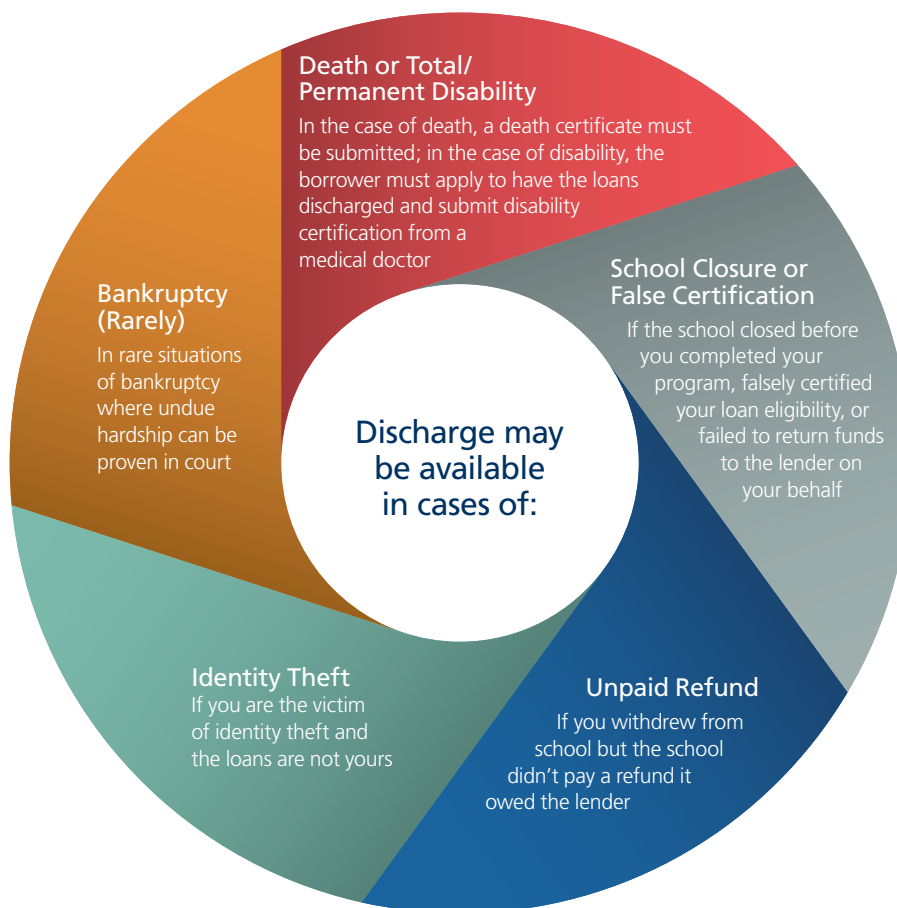 Death or Total/
Permanent Disability
In the case of death, a death certificate must
be submitted; in the case of disability, the
borrower must apply to have the loans
discharged and submit disability
certification from a
medical doctor
School Closure or
False Certification
If the school closed before
you completed your
program, falsely certified
your loan eligibility, or
failed to return funds
to the lender on
your behalf
Bankruptcy
(Rarely)
In rare situations
of bankruptcy
where undue
hardship can be
proven in court
Discharge may
be available
in cases of:
Identity Theft
If you are the victim
of identity theft and
the loans are not yours
Unpaid Refund
If you withdrew from
school but the school
didn’t pay a refund it
owed the lender